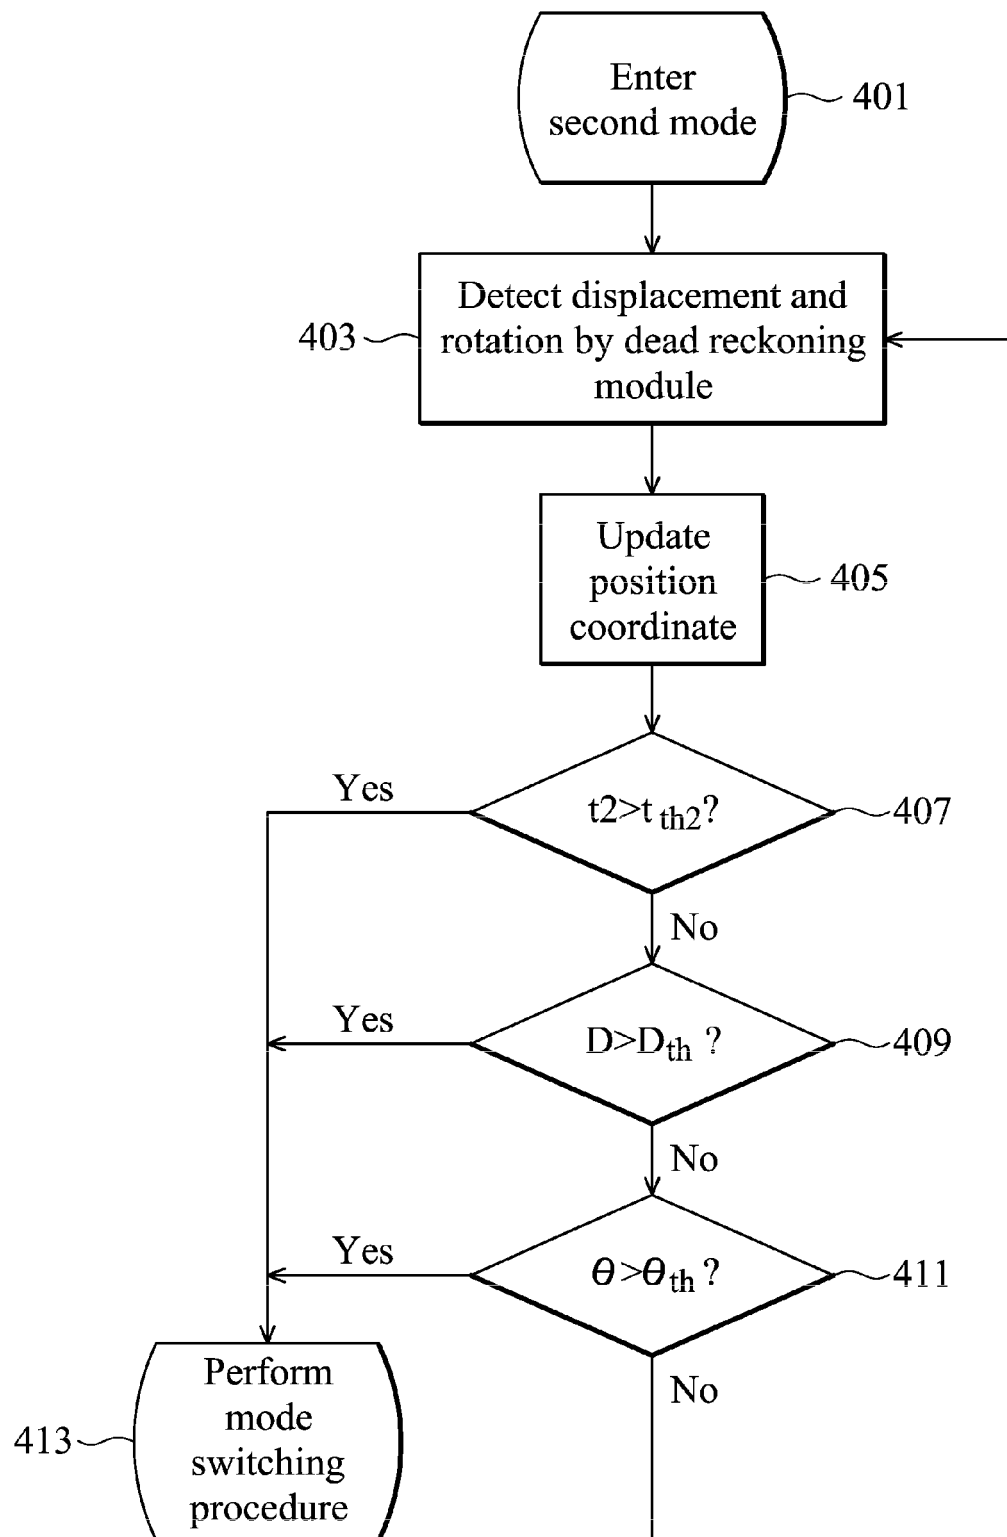 Enter
second mode
401
Detect displacement and
rotation by dead reckoning
module
403
Update
position
coordinate
405
Yes
t2>t th2?
407
No
Yes
D>Dth ?
409
No
Yes
θ>θth ?
411
No
Perform
mode
switching
procedure
413